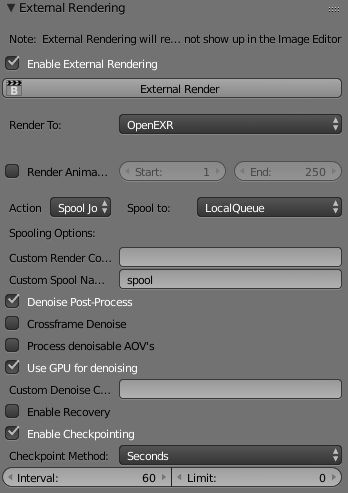 External Rendering
Note: External Rendering will re... not show up in the Image Editor
Enable External Rendering
External Render
Render To: OpenEXR
Render Anima... Start: 1 End: 250
Action Spool Jo Spool to: LocalQueue
Spooling Options:
Custom Render Co...
Custom Spool Na... spool
Denoise Post-Process
Crossframe Denoise
Process denoisable AOV's
Use GPU for denoising
Custom Denoise C...
Enable Recovery
Enable Checkpointing
Checkpoint Method: Seconds
Interval: 60 Limit: 0